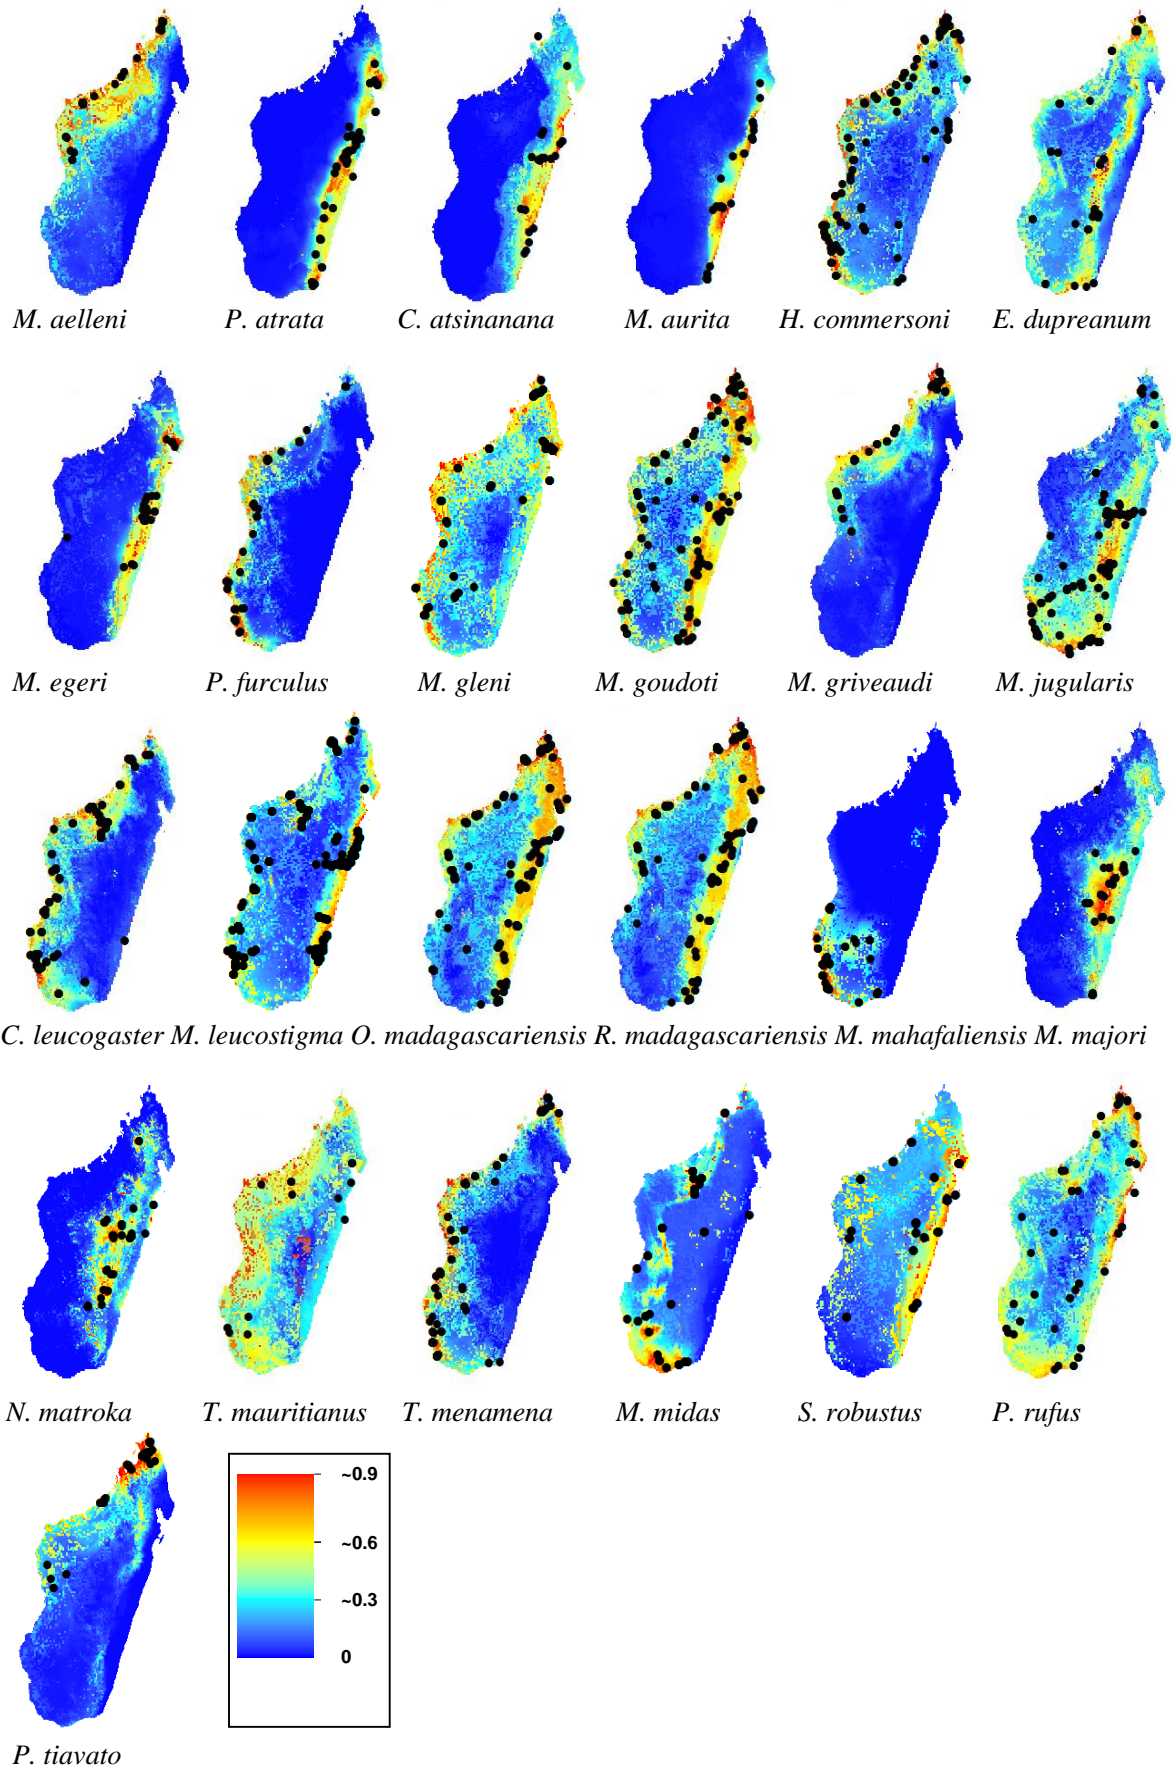 M. aelleni P. atrata C. atsinanana M. aurita H. commersoni E. dupreanum
M. egeri P. furculus M. gleni M. goudoti M. griveaudi M. jugularis
C. leucogaster M. leucostigma O. madagascariensis R. madagascariensis M. mahafaliensis M. majori
N. matroka T. mauritianus T. menamena M. midas S. robustus P. rufus
~0.9
~0.6
~0.3
0
P. tiavato